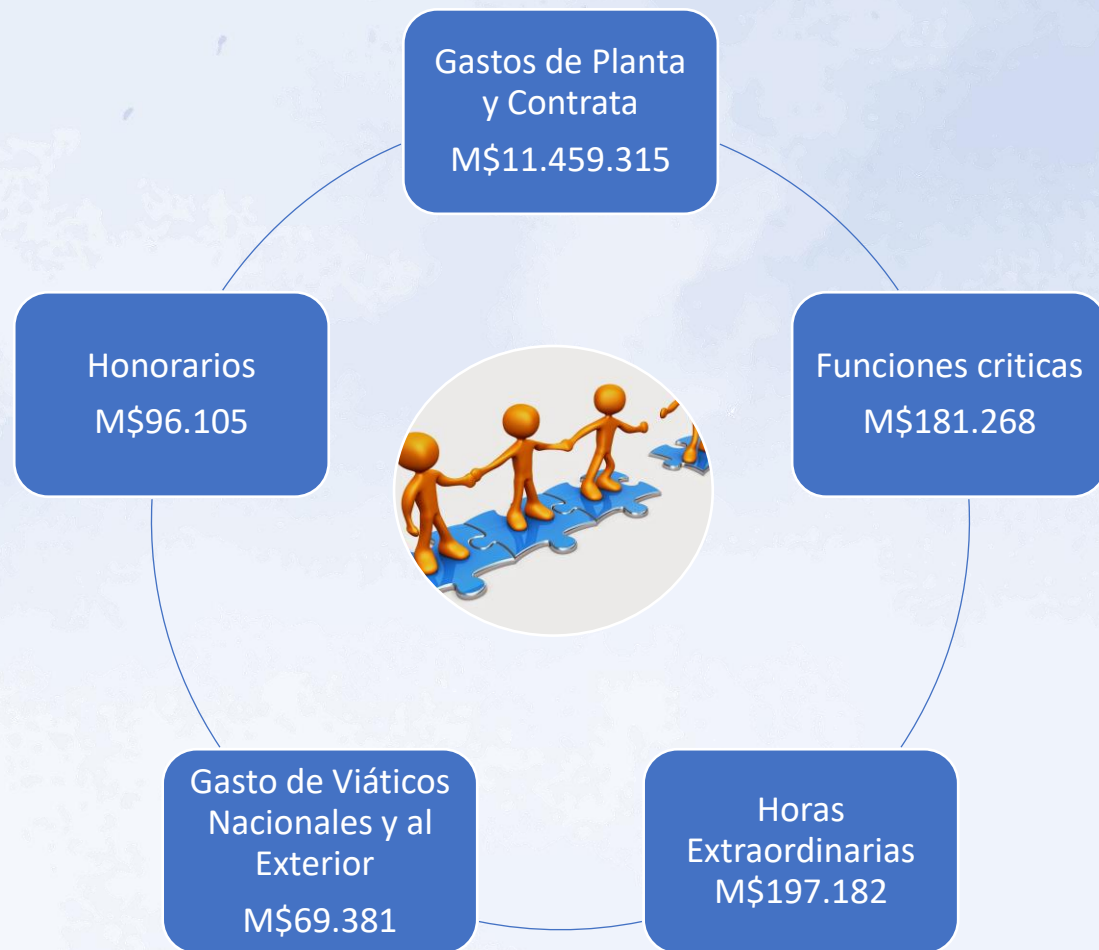 Gastos de Planta
y Contrata
M$11.459.315
Funciones criticas
M$181.268
Horas
Extraordinarias
M$197.182
Gasto de Viáticos
Nacionales y al
Exterior
M$69.381
Honorarios
M$96.105